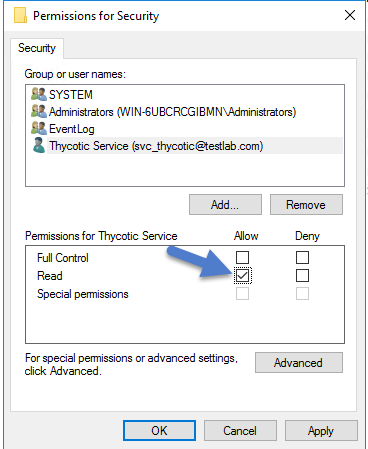 Permissions for Security
Security
Group or user names:
SYSTEM
Administrators (WIN-6UBCRCGIBMN\Administrators)
EventLog
Thycotic Service (svc_thycotic@testlab.com)
Add...
Remove
Permissions for Thycotic Service
Allow
Deny
Full Control
Read
Special permissions
For special permissions or advanced settings,
click Advanced.
Advanced
OK
Cancel
Apply